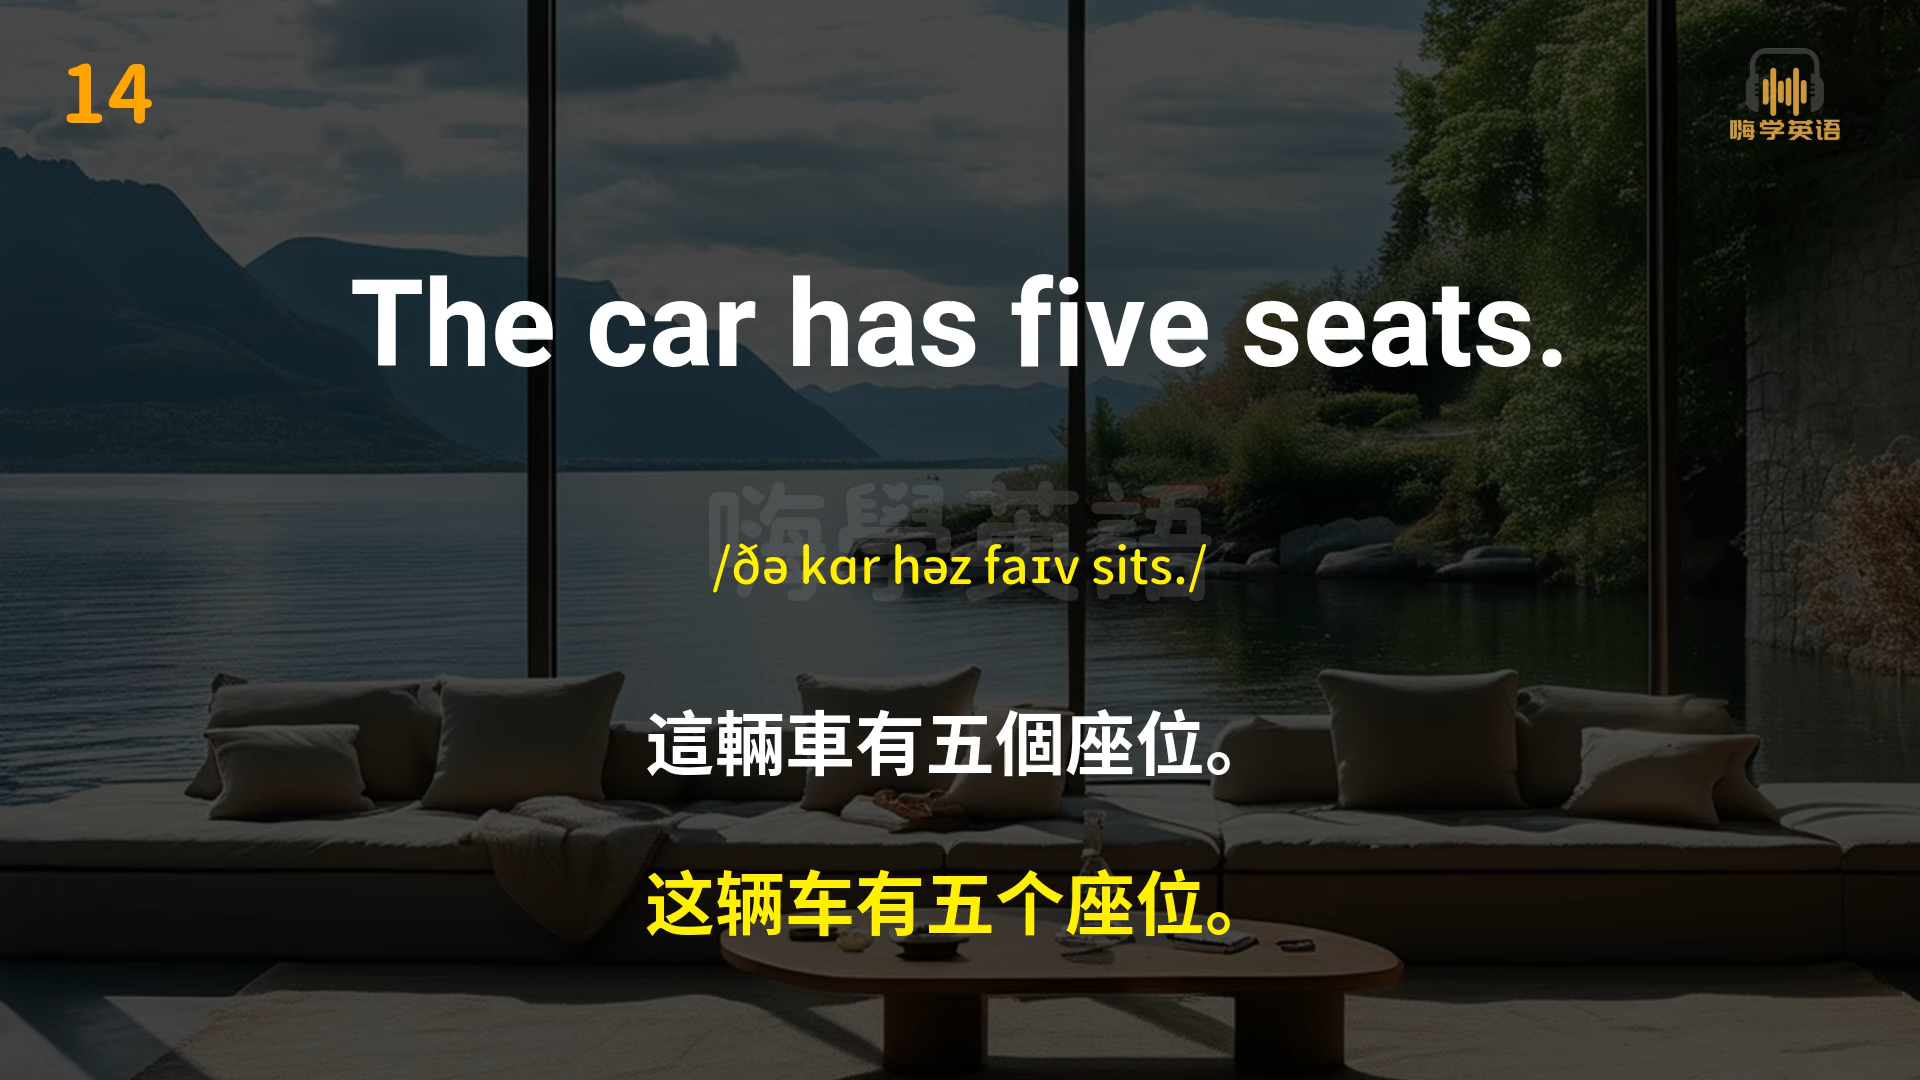 14
嗨学英语
The car has five seats.
嗨學英語
/ðə kɑr həz faɪv sits./
這輛車有五個座位。
这辆车有五个座位。